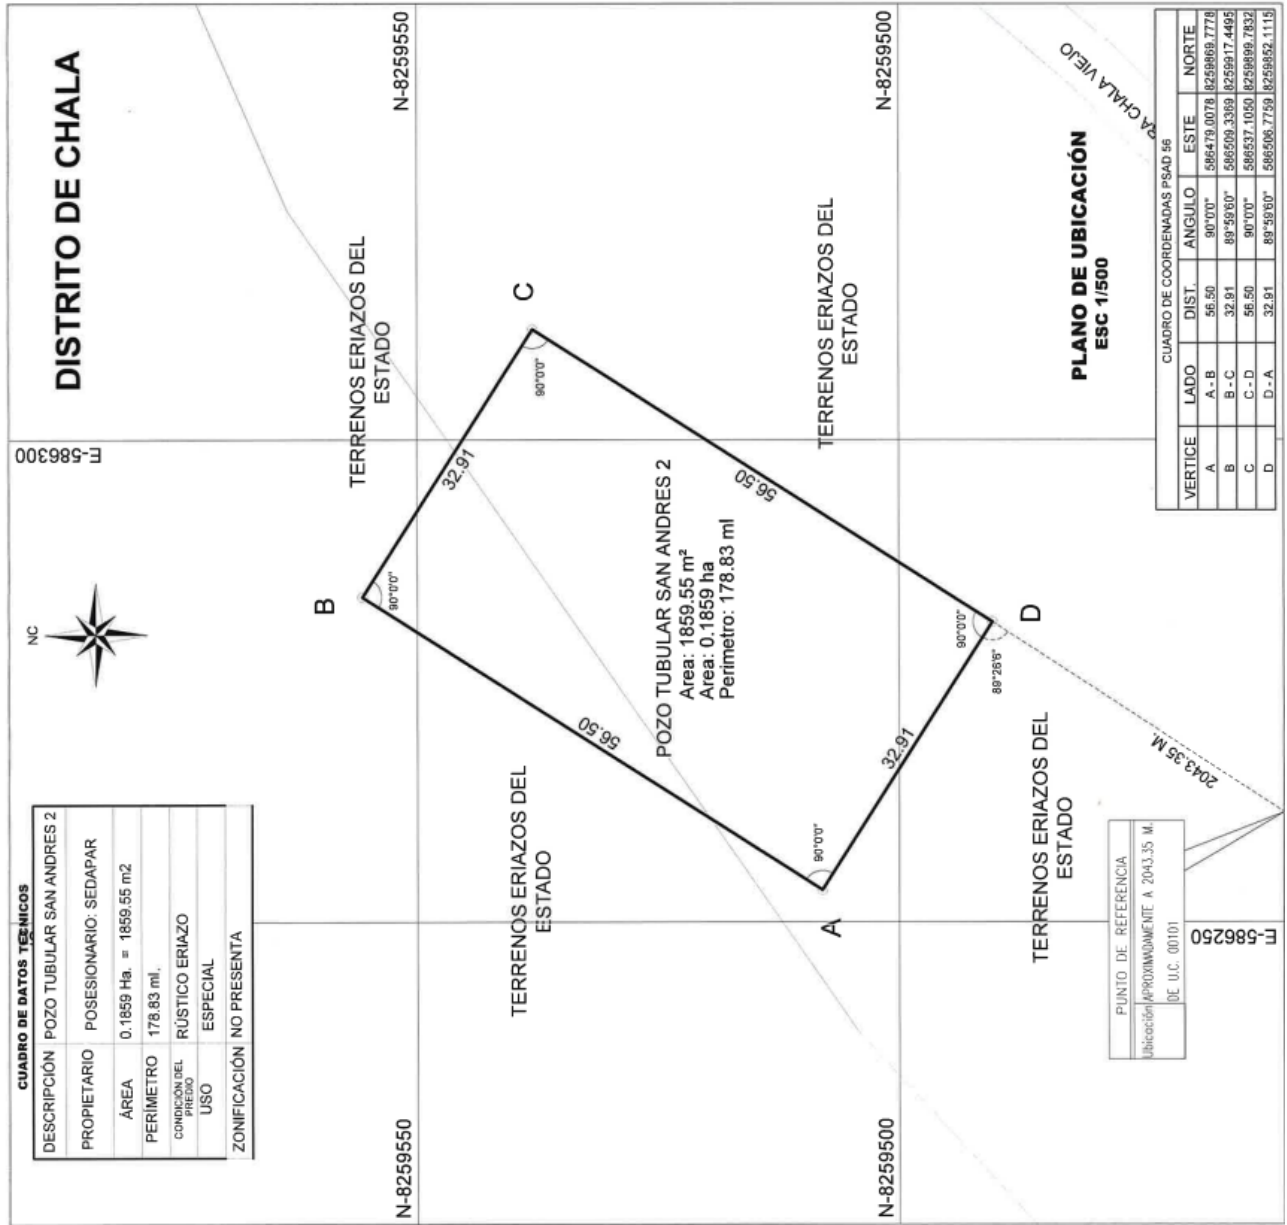 DISTRITO DE CHALA
NC
CUADRO DE DATOS TECNICOS
DESCRIPCIÓN POZO TUBULAR SAN ANDRES 2
PROPIETARIO POSESIONARIO: SEDAPAR
ÁREA 0.1859 Ha. = 1859.55 m2
PERÍMETRO 178.83 ml.
CONDICIÓN DEL
PREDIO
RÚSTICO ERIAZO
USO ESPECIAL
ZONIFICACIÓN NO PRESENTA
E-586300
N-8259550
N-8259550
TERRENOS ERIAZOS DEL
ESTADO
B
90°0'0"
32.91
C
90°0'0"
56.50
TERRENOS ERIAZOS DEL
ESTADO
POZO TUBULAR SAN ANDRES 2
Area: 1859.55 m²
Area: 0.1859 ha
Perimetro: 178.83 ml
56.50
TERRENOS ERIAZOS DEL
ESTADO
A
90°0'0"
32.91
90°0'0"
D
89°26'6"
N-8259500
N-8259500
TERRENOS ERIAZOS DEL
ESTADO
2043.35 M.
PUNTO DE REFERENCIA
Ubicación APROXIMADAMENTE A 2043.35 M.
DE U.C. 00101
E-586250
RA CHALA VIEJO
PLANO DE UBICACIÓN
ESC 1/500
CUADRO DE COORDENADAS PSAD 56
VERTICE LADO DIST. ANGULO ESTE NORTE
A A - B 56.50 90°0'0" 586479.0078 8259869.7778
B B - C 32.91 89°59'60" 586509.3369 8259917.4495
C C - D 56.50 90°0'0" 586537.1050 8259899.7832
D D - A 32.91 89°59'60" 586506.7759 8259852.1115